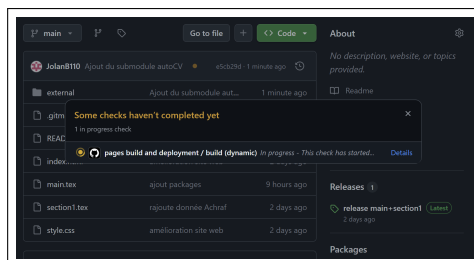 main
Go to file
+
Code
About
JolanB110 Ajout du submodule autoCV e5cb29d · 1 minute ago
No description, website, or topics
provided.
external Ajout du submodule aut... 1 minute ago
Readme
.gitm
Some checks haven't completed yet
1 in progress check
READ
pages build and deployment / build (dynamic) In progress - This check has started... Details
main.tex ajout packages 9 hours ago
Releases 1
section1.tex rajoute donnée Achraf 2 days ago
release main+section1 Latest
2 days ago
style.css amélioration site web 2 days ago
Packages